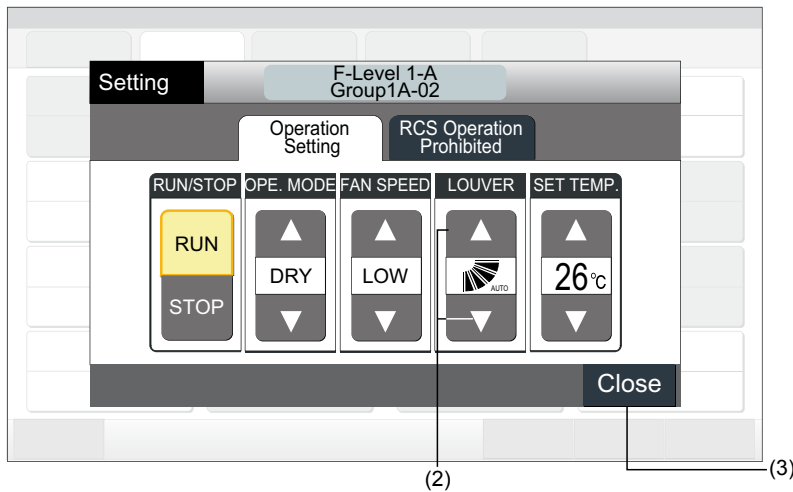 Setting
F-Level 1-A
Group1A-02
Operation
Setting
RCS Operation
Prohibited
RUN/STOP OPE. MODE FAN SPEED LOUVER SET TEMP.
RUN
STOP
DRY
LOW
AUTO
26°C
Close
(2)
(3)